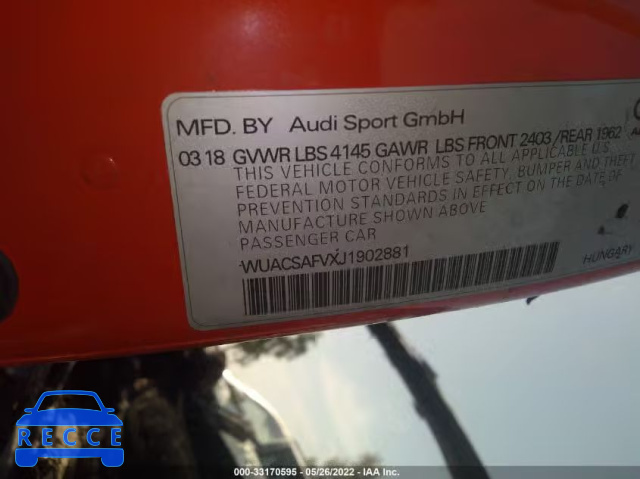 MFD. BY Audi Sport GmbH
03 18 GVWR LBS 4145 GAWR LBS FRONT 2403 /REAR 1962
THIS VEHICLE CONFORMS TO ALL APPLICABLE U.S.
FEDERAL MOTOR VEHICLE SAFETY, BUMPER, AND THEFT
PREVENTION STANDARDS IN EFFECT ON THE DATE OF
MANUFACTURE SHOWN ABOVE
PASSENGER CAR
WUACSAFVXJ1902881
HUNGARY
RECCE
000-33170595 - 05/26/2022 - IAA Inc.